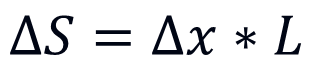 ΔS = Δx * L